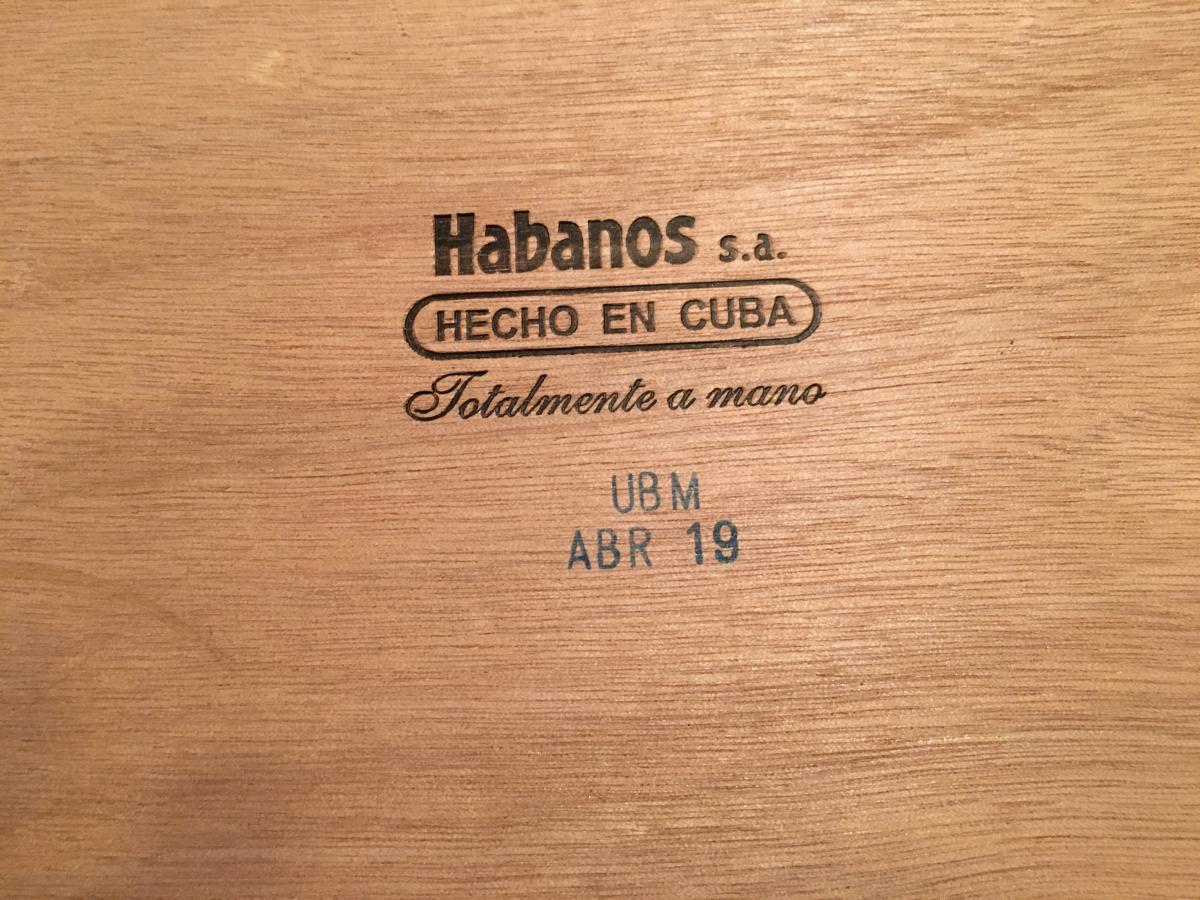 Habanos s.a.
HECHO EN CUBA
Totalmente a mano
UBM
ABR 19